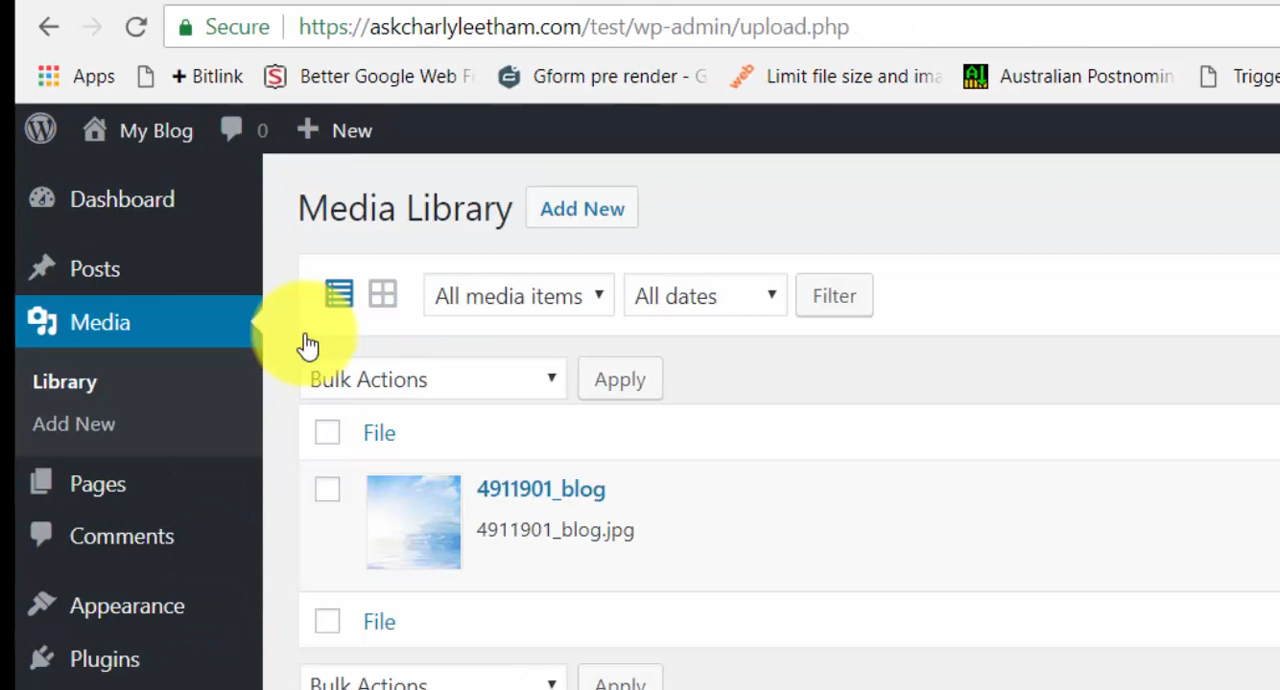 Secure https://askcharlyleetham.com/test/wp-admin/upload.php
Apps Bitlink Better Google Web Gform pre render - G Limit file size and ima Australian Postnomin Trigge
My Blog 0 New
Dashboard
Posts
Media
Library
Add New
Pages
Comments
Appearance
Plugins
Media Library Add New
All media items All dates Filter
Bulk Actions Apply
File
4911901_blog
4911901_blog.jpg
File
Bulk Actions Apply